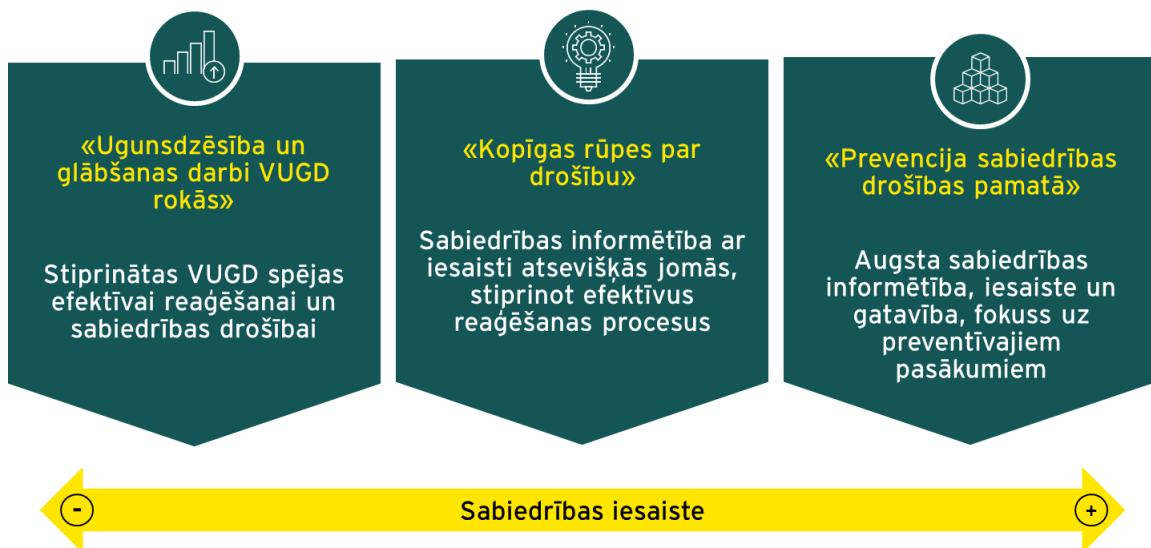 «Ugunsdzēsība un
glābšanas darbi VUGD
rokās»
Stiprinātas VUGD spējas
efektīvai reaģēšanai un
sabiedrības drošībai
«Kopīgas rūpes par
drošību»
Sabiedrības informētība ar
iesaisti atsevišķās jomās,
stiprinot efektīvus
reaģēšanas procesus
«Prevencija sabiedrības
drošības pamatā»
Augsta sabiedrības
informētība, iesaiste un
gatavība, fokuss uz
preventīvajiem
pasākumiem
-
Sabiedrības iesaiste
+